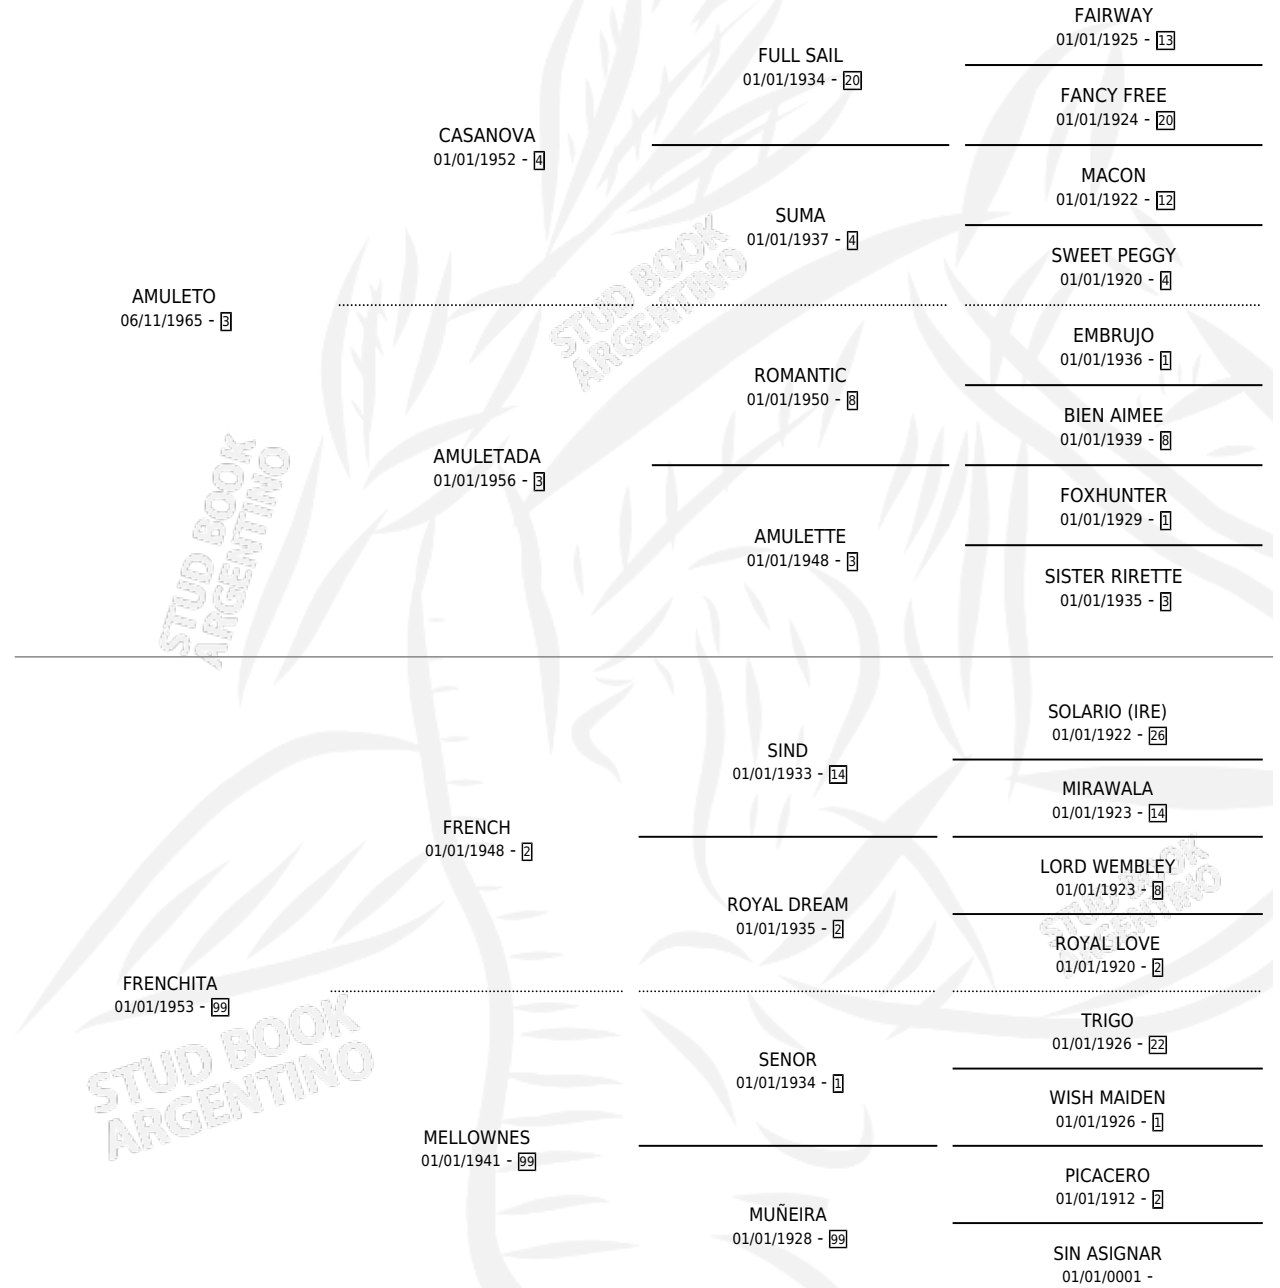 FAIRWAY
01/01/1925 - 13
FULL SAIL
01/01/1934 - 20
FANCY FREE
01/01/1924 - 20
CASANOVA
01/01/1952 - 4
MACON
01/01/1922 - 12
SUMA
01/01/1937 - 4
SWEET PEGGY
01/01/1920 - 4
AMULETO
06/11/1965 - 3
EMBRUJO
01/01/1936 - 1
ROMANTIC
01/01/1950 - 8
BIEN AIMEE
01/01/1939 - 8
AMULETADA
01/01/1956 - 3
FOXHUNTER
01/01/1929 - 1
AMULETTE
01/01/1948 - 3
SISTER RIRETTE
01/01/1935 - 3
STUD BOOK
ARGENTINO
STUD BOOK
ARGENTINO
SOLARIO (IRE)
01/01/1922 - 26
SIND
01/01/1933 - 14
MIRAWALA
01/01/1923 - 14
FRENCH
01/01/1948 - 2
LORD WEMBLEY
01/01/1923 - 8
ROYAL DREAM
01/01/1935 - 2
ROYAL LOVE
01/01/1920 - 2
STUD BOOK
ARGENTINO
FRENCHITA
01/01/1953 - 99
TRIGO
01/01/1926 - 22
SENOR
01/01/1934 - 1
WISH MAIDEN
01/01/1926 - 1
STUD BOOK
ARGENTINO
MELLOWNES
01/01/1941 - 99
PICACERO
01/01/1912 - 2
MUÑEIRA
01/01/1928 - 99
SIN ASIGNAR
01/01/0001 -